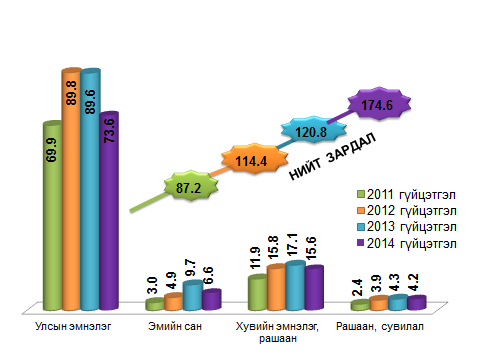 174.6
120.8
114.4
87.2
НИЙТ ЗАРДАЛ
69.9
89.8
89.6
73.6
3.0
4.9
9.7
6.6
11.9
15.8
17.1
15.6
2.4
3.9
4.3
4.2
2011 гүйцэтгэл
2012 гүйцэтгэл
2013 гүйцэтгэл
2014 гүйцэтгэл
Улсын эмнэлэг
Эмийн сан
Хувийн эмнэлэг,
рашаан
Рашаан, сувилал